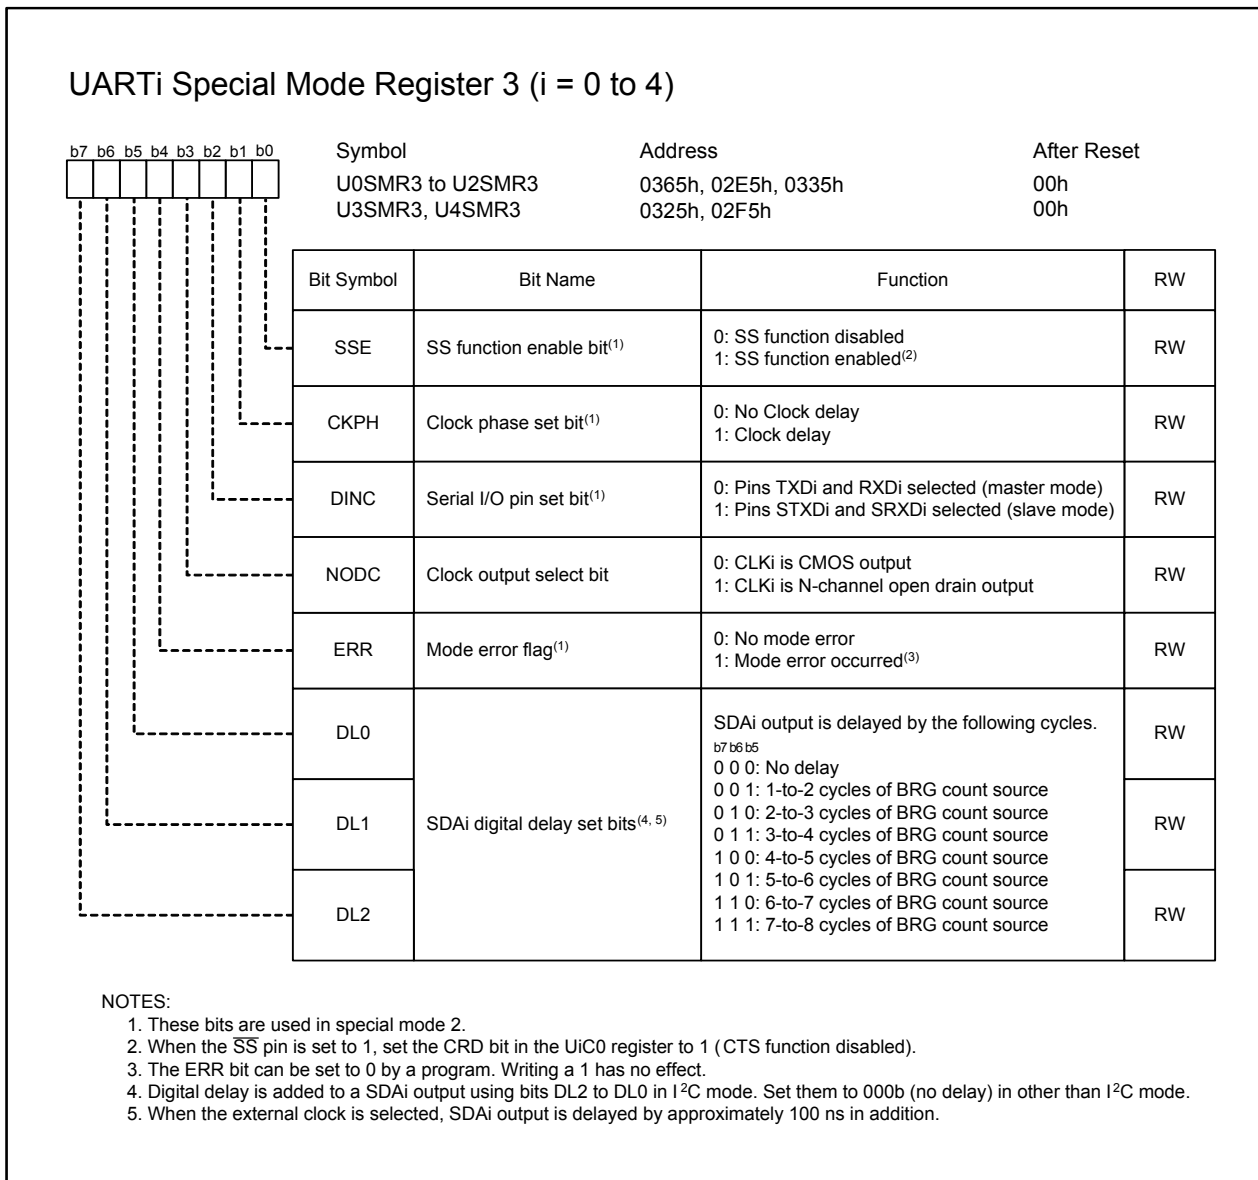 UARTi Special Mode Register 3 (i = 0 to 4)
b7 b6 b5 b4 b3 b2 b1 b0
Symbol Address After Reset
U0SMR3 to U2SMR3 0365h, 02E5h, 0335h 00h
U3SMR3, U4SMR3 0325h, 02F5h 00h
Bit Symbol Bit Name Function RW
SSE SS function enable bit(1) 0: SS function disabled
1: SS function enabled(2) RW
CKPH Clock phase set bit(1) 0: No Clock delay
1: Clock delay RW
DINC Serial I/O pin set bit(1) 0: Pins TXDi and RXDi selected (master mode)
1: Pins STXDi and SRXDi selected (slave mode) RW
NODC Clock output select bit 0: CLKi is CMOS output
1: CLKi is N-channel open drain output RW
ERR Mode error flag(1) 0: No mode error
1: Mode error occurred(3) RW
DL0 RW
DL1 RW
DL2 RW
SDAi digital delay set bits(4, 5)
SDAi output is delayed by the following cycles.
b7 b6 b5
0 0 0: No delay
0 0 1: 1-to-2 cycles of BRG count source
0 1 0: 2-to-3 cycles of BRG count source
0 1 1: 3-to-4 cycles of BRG count source
1 0 0: 4-to-5 cycles of BRG count source
1 0 1: 5-to-6 cycles of BRG count source
1 1 0: 6-to-7 cycles of BRG count source
1 1 1: 7-to-8 cycles of BRG count source
NOTES:
1. These bits are used in special mode 2.
2. When the S̅S̅ pin is set to 1, set the CRD bit in the UiC0 register to 1 (CTS function disabled).
3. The ERR bit can be set to 0 by a program. Writing a 1 has no effect.
4. Digital delay is added to a SDAi output using bits DL2 to DL0 in I²C mode. Set them to 000b (no delay) in other than I²C mode.
5. When the external clock is selected, SDAi output is delayed by approximately 100 ns in addition.